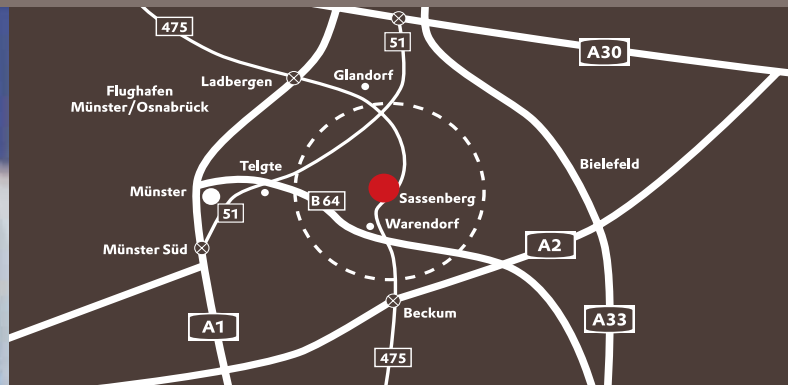 475
51
A30
Ladbergen
Glandorf
Flughafen
Münster/Osnabrück
Bielefeld
Telgte
Münster
B 64
Sassenberg
51
Warendorf
Münster Süd
A2
Beckum
A1
A33
475